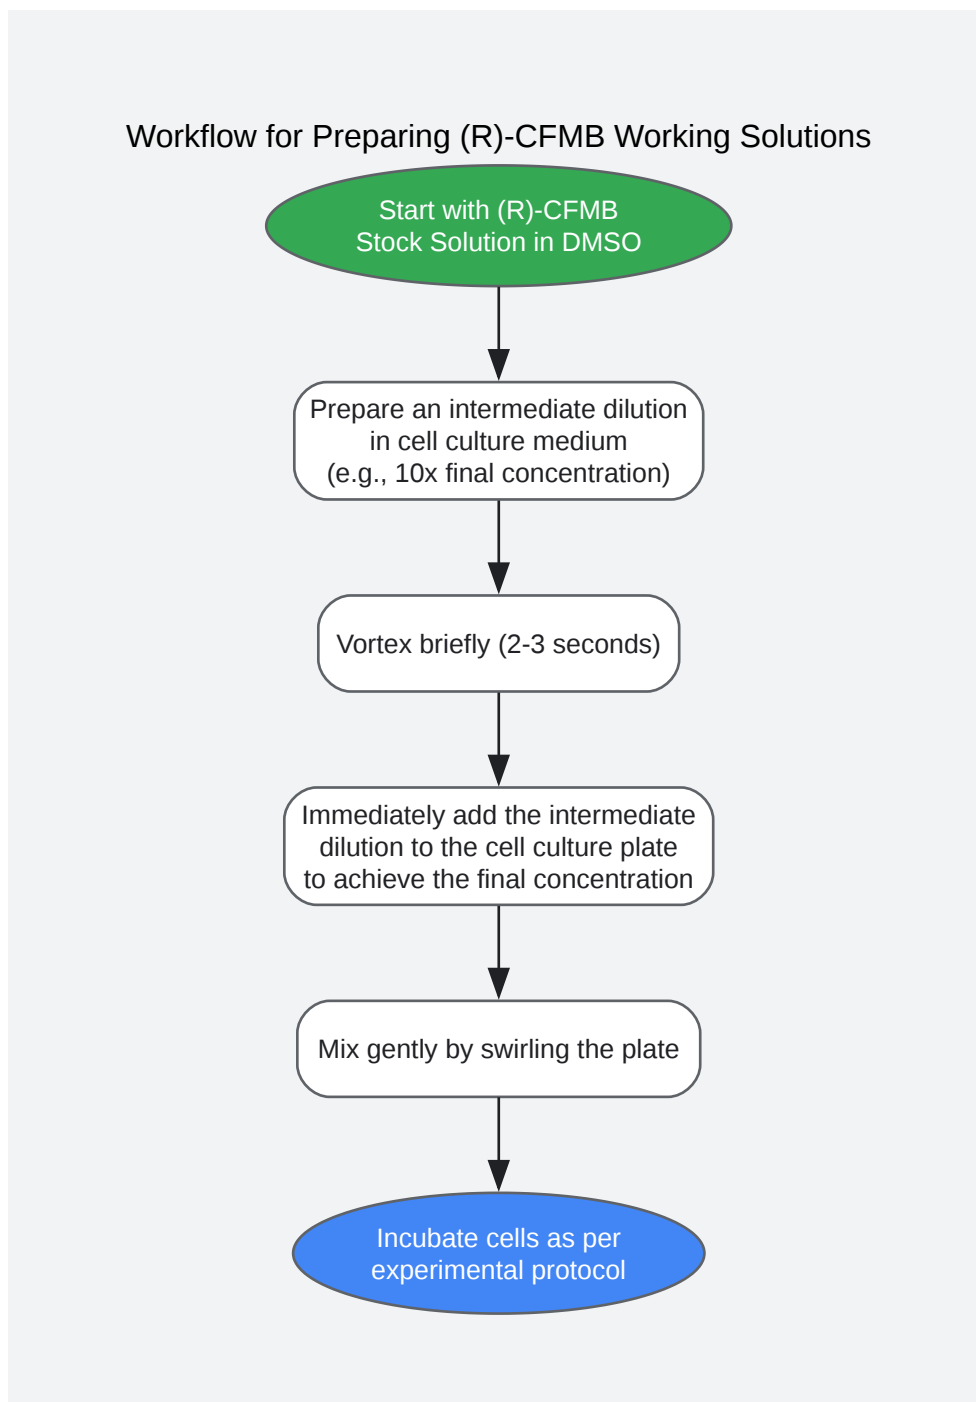 Workflow for Preparing (R)-CFMB Working Solutions
Start with (R)-CFMB
Stock Solution in DMSO
Prepare an intermediate dilution
in cell culture medium
(e.g., 10x final concentration)
Vortex briefly (2-3 seconds)
Immediately add the intermediate
dilution to the cell culture plate
to achieve the final concentration
Mix gently by swirling the plate
Incubate cells as per
experimental protocol